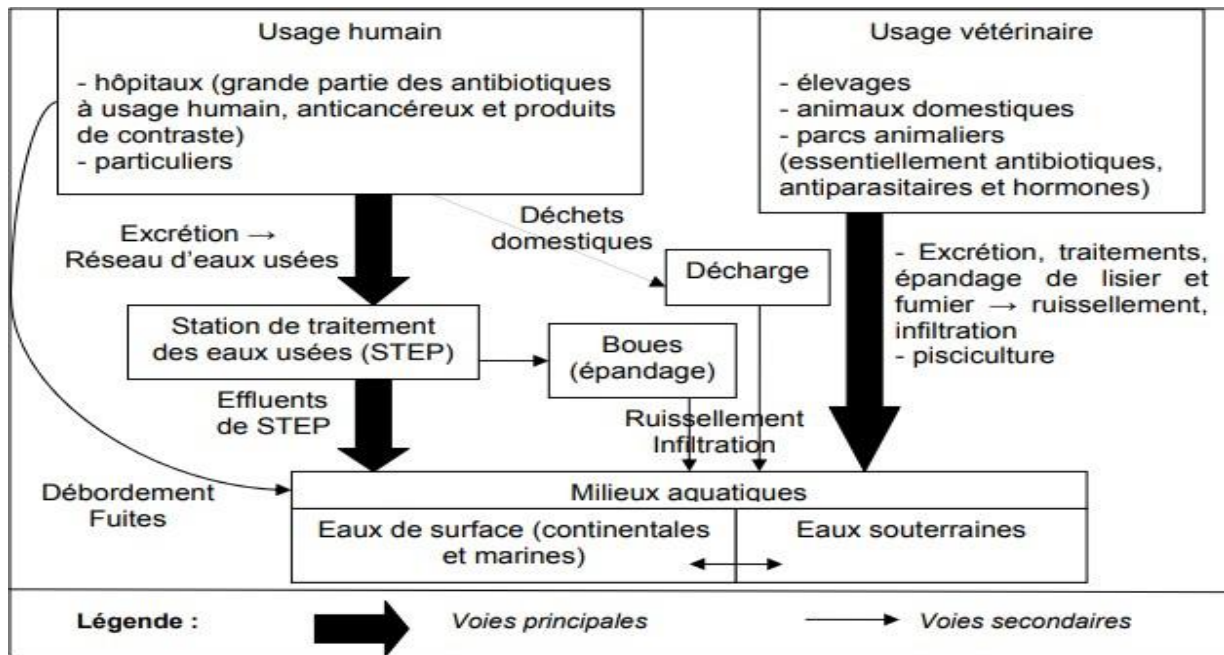 Usage humain
- hôpitaux (grande partie des antibiotiques
à usage humain, anticancéreux et produits
de contraste)
- particuliers
Usage vétérinaire
- élevages
- animaux domestiques
- parcs animaliers
(essentiellement antibiotiques,
antiparasitaires et hormones)
Excrétion →
Réseau d'eaux usées
Déchets
domestiques
Décharge
- Excrétion, traitements,
épandage de lisier et
fumier → ruissellement,
infiltration
- pisciculture
Station de traitement
des eaux usées (STEP)
Boues
(épandage)
Effluents
de STEP
Ruissellement
Infiltration
Débordement
Fuites
Milieux aquatiques
Eaux de surface (continentales
et marines)
Eaux souterraines
Légende :
Voies principales
Voies secondaires